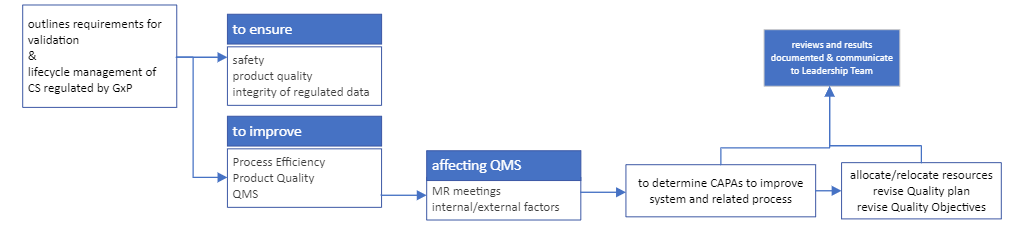 outlines requirements for
validation
&
lifecycle management of
CS regulated by GxP
to ensure
safety
product quality
integrity of regulated data
to improve
Process Efficiency
Product Quality
QMS
affecting QMS
MR meetings
internal/external factors
to determine CAPAs to improve
system and related process
allocate/relocate resources
revise Quality plan
revise Quality Objectives
reviews and results
documented & communicate
to Leadership Team